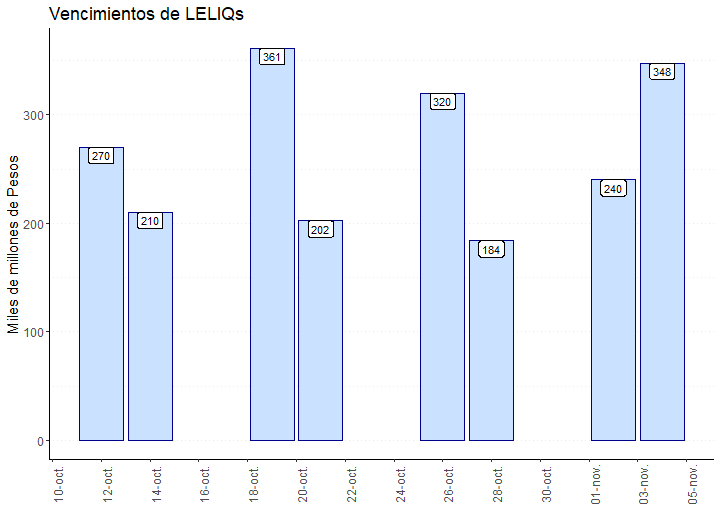 Vencimientos de LELIQs
Miles de millones de Pesos
300
200
100
0
270
210
361
202
320
184
240
348
10-oct.
12-oct.
14-oct.
16-oct.
18-oct.
20-oct.
22-oct.
24-oct.
26-oct.
28-oct.
30-oct.
01-nov.
03-nov.
05-nov.